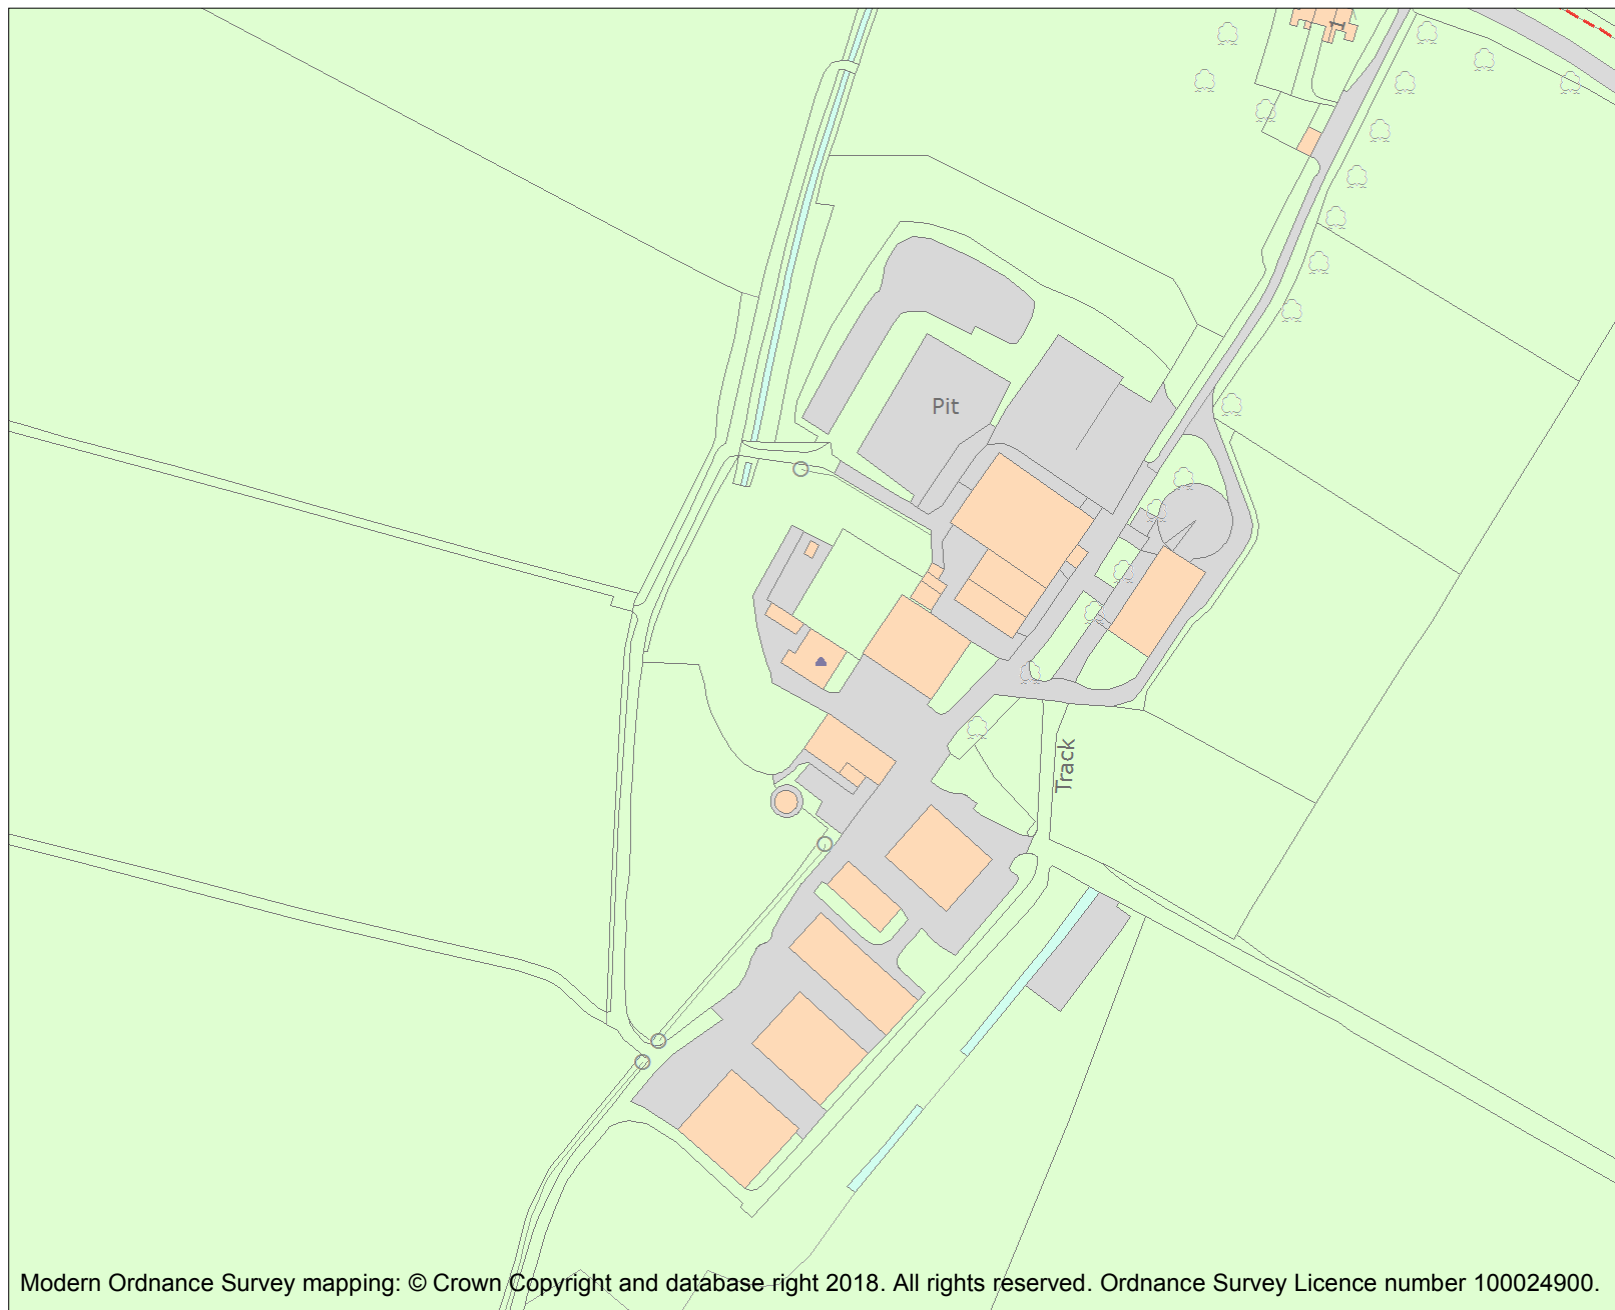 Pit
Track
Modern Ordnance Survey mapping: © Crown Copyright and database right 2018. All rights reserved. Ordnance Survey Licence number 100024900.